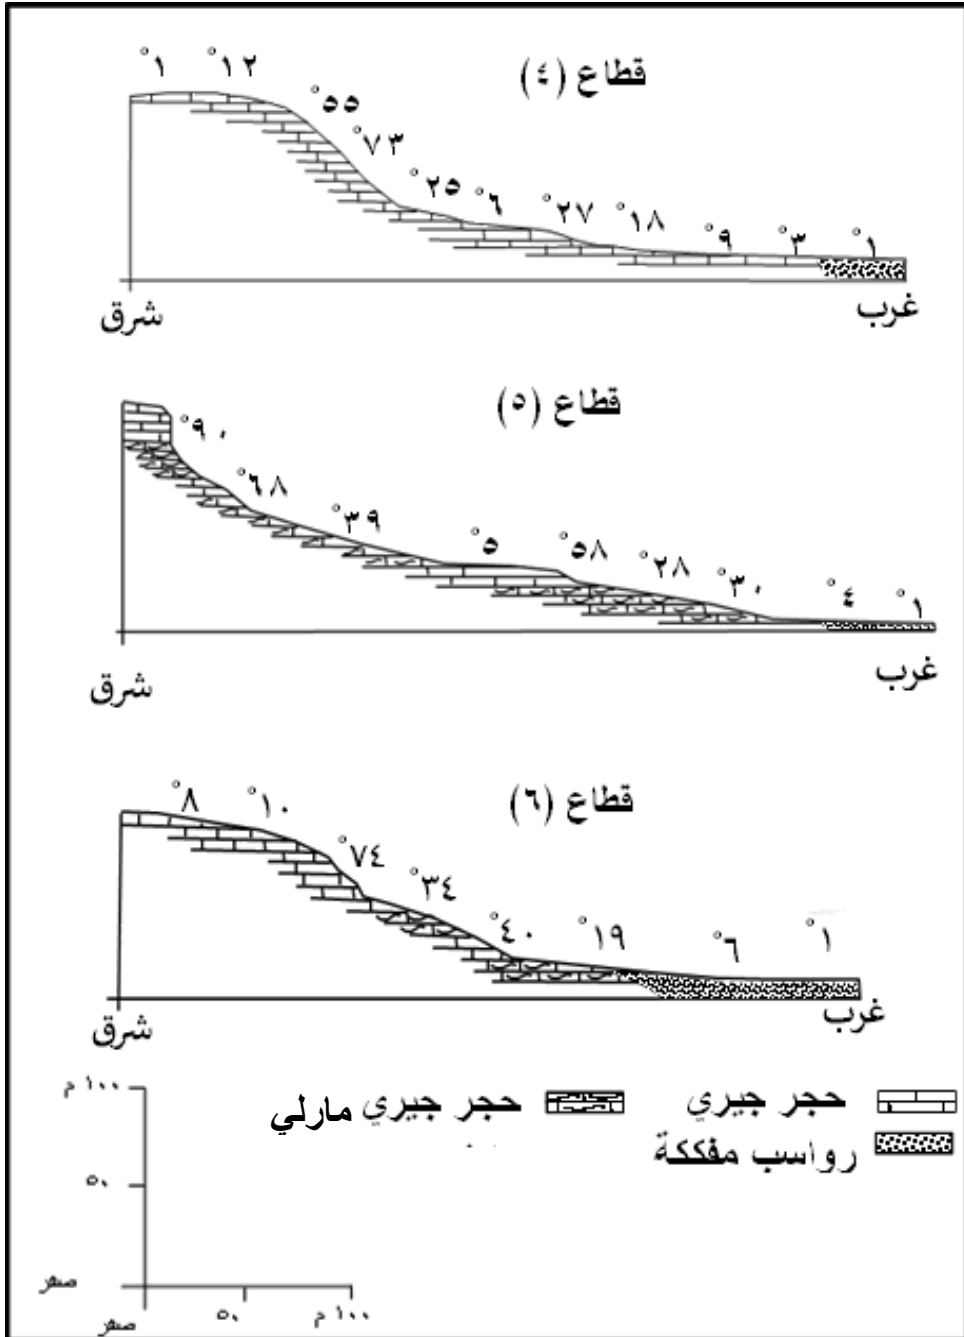 قطاع (٤)
°١ °١٢ °٥٥ °٧٣ °٢٥ °٦ °٢٧ °١٨ °٩ °٣ °١
شرق غرب
قطاع (٥)
°٩٠ °٦٨ °٣٩ °٥ °٥٨ °٢٨ °٣٠ °٤ °١
شرق غرب
قطاع (٦)
°٨ °١٠ °٧٤ °٣٤ °٤٠ °١٩ °٦ °١
شرق غرب
حجر جيري
حجر جيري مارلي
رواسب مفككة
١٠٠ م
٥٠
صفر
صفر ٥٠ ١٠٠ م